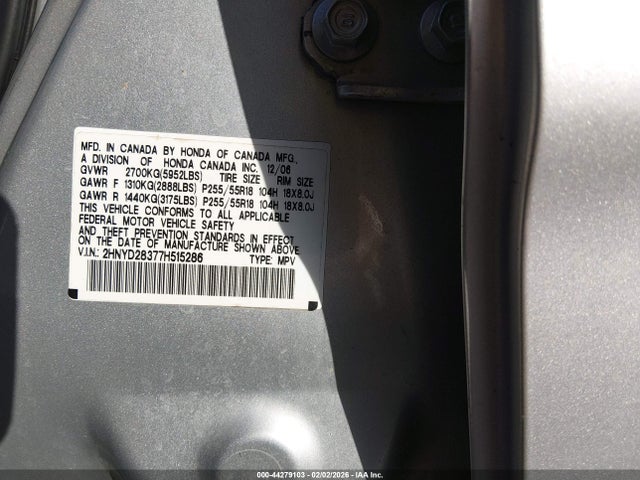 MFD. IN CANADA BY HONDA OF CANADA MFG.,
A DIVISION OF HONDA CANADA INC. 12/06
GVWR 2700KG(5952LBS) TIRE SIZE RIM SIZE
GAWR F 1310KG(2888LBS) P255/55R18 104H 18X8.0J
GAWR R 1440KG(3175LBS) P255/55R18 104H 18X8.0J
THIS VEHICLE CONFORMS TO ALL APPLICABLE
FEDERAL MOTOR VEHICLE SAFETY
AND THEFT PREVENTION STANDARDS IN EFFECT
ON THE DATE OF MANUFACTURE SHOWN ABOVE.
V.I.N.: 2HNYD28377H515286 TYPE: MPV
000-44279103 - 02/02/2026 - IAA Inc.